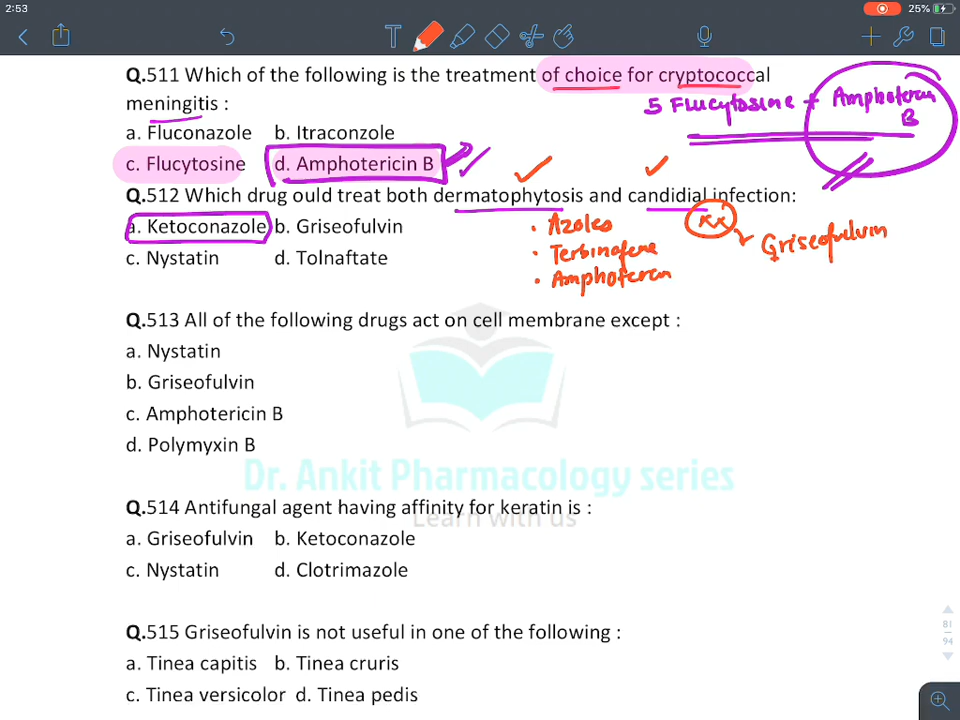 2:53
25%
Q.511 Which of the following is the treatment of choice for cryptococcal
meningitis :
5 Flucytosine + Amphotercin
B
a. Fluconazole b. Itraconzole
c. Flucytosine d. Amphotericin B
Q.512 Which drug ould treat both dermatophytosis and candidial infection:
a. Ketoconazole b. Griseofulvin
c. Nystatin d. Tolnaftate
• Azoles
• Terbinafene
• Amphotercin
Griseofulvin
Q.513 All of the following drugs act on cell membrane except :
a. Nystatin
b. Griseofulvin
c. Amphotericin B
d. Polymyxin B
Dr. Ankit Pharmacology series
Learn with us
Q.514 Antifungal agent having affinity for keratin is :
a. Griseofulvin b. Ketoconazole
c. Nystatin d. Clotrimazole
Q.515 Griseofulvin is not useful in one of the following :
a. Tinea capitis b. Tinea cruris
c. Tinea versicolor d. Tinea pedis
81
94